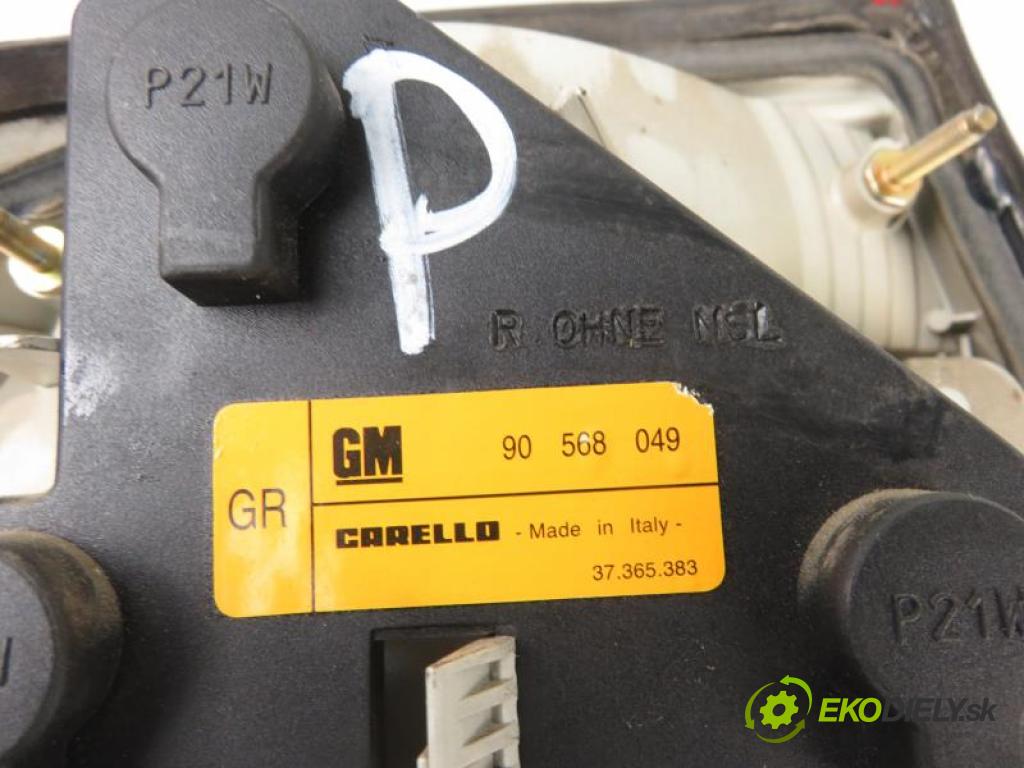 P21W
P
R OHNE NSL
GR
GM 90 568 049
CARELLO - Made in Italy -
37.365.383
P21W
W
EKODIELY.sk